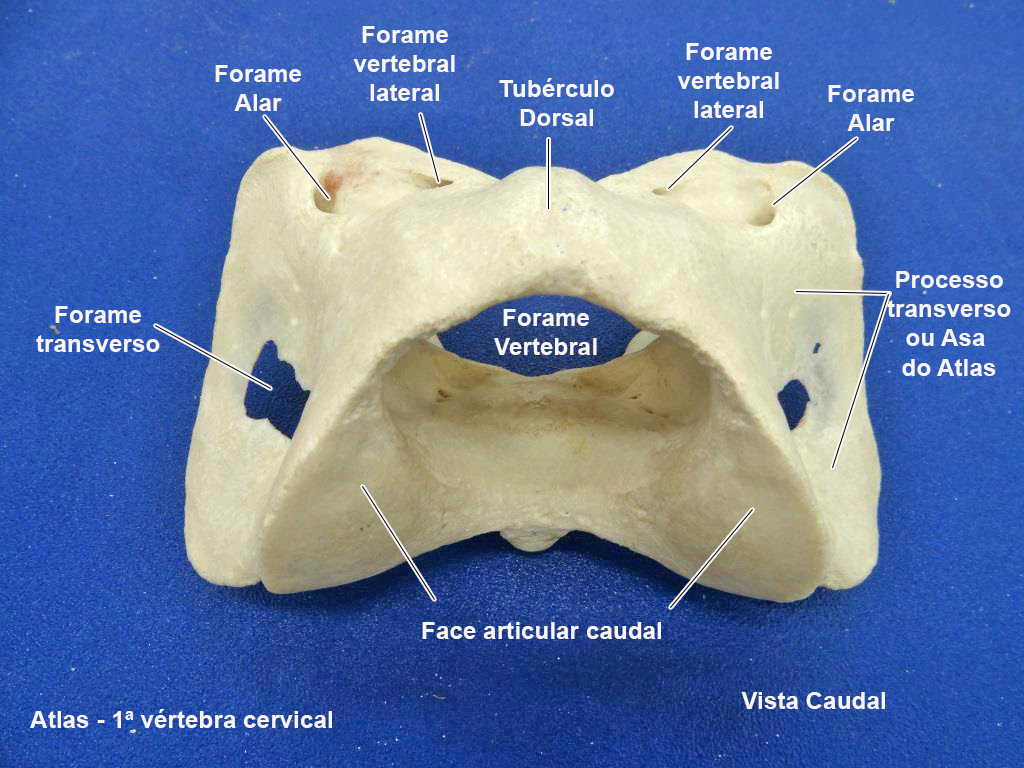 Forame
Alar
Forame
vertebral
lateral
Tubérculo
Dorsal
Forame
vertebral
lateral
Forame
Alar
Forame
transverso
Forame
Vertebral
Processo
transverso
ou Asa
do Atlas
Face articular caudal
Vista Caudal
Atlas - 1ª vértebra cervical